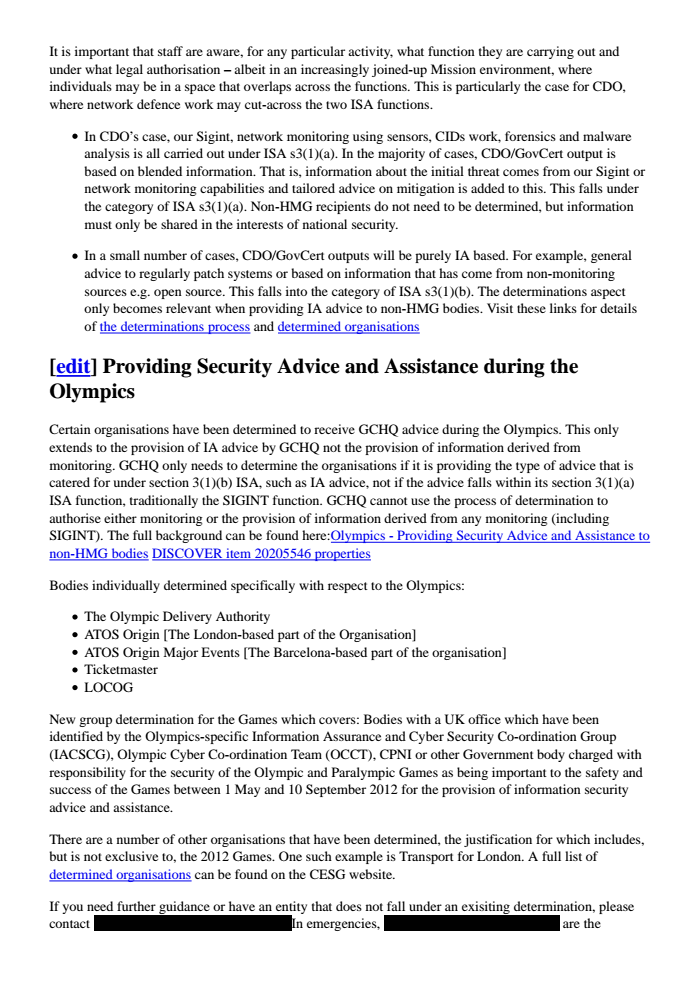 It is important that staff are aware, for any particular activity, what function they are carrying out and
under what legal authorisation – albeit in an increasingly joined-up Mission environment, where
individuals may be in a space that overlaps across the functions. This is particularly the case for CDO,
where network defence work may cut-across the two ISA functions.
• In CDO's case, our Sigint, network monitoring using sensors, CIDs work, forensics and malware
analysis is all carried out under ISA s3(1)(a). In the majority of cases, CDO/GovCert output is
based on blended information. That is, information about the initial threat comes from our Sigint or
network monitoring capabilities and tailored advice on mitigation is added to this. This falls under
the category of ISA s3(1)(a). Non-HMG recipients do not need to be determined, but information
must only be shared in the interests of national security.
• In a small number of cases, CDO/GovCert outputs will be purely IA based. For example, general
advice to regularly patch systems or based on information that has come from non-monitoring
sources e.g. open source. This falls into the category of ISA s3(1)(b). The determinations aspect
only becomes relevant when providing IA advice to non-HMG bodies. Visit these links for details
of the determinations process and determined organisations
[edit] Providing Security Advice and Assistance during the
Olympics
Certain organisations have been determined to receive GCHQ advice during the Olympics. This only
extends to the provision of IA advice by GCHQ not the provision of information derived from
monitoring. GCHQ only needs to determine the organisations if it is providing the type of advice that is
catered for under section 3(1)(b) ISA, such as IA advice, not if the advice falls within its section 3(1)(a)
ISA function, traditionally the SIGINT function. GCHQ cannot use the process of determination to
authorise either monitoring or the provision of information derived from any monitoring (including
SIGINT). The full background can be found here:Olympics - Providing Security Advice and Assistance to
non-HMG bodies DISCOVER item 20205546 properties
Bodies individually determined specifically with respect to the Olympics:
• The Olympic Delivery Authority
• ATOS Origin [The London-based part of the Organisation]
• ATOS Origin Major Events [The Barcelona-based part of the organisation]
• Ticketmaster
• LOCOG
New group determination for the Games which covers: Bodies with a UK office which have been
identified by the Olympics-specific Information Assurance and Cyber Security Co-ordination Group
(IACSCG), Olympic Cyber Co-ordination Team (OCCT), CPNI or other Government body charged with
responsibility for the security of the Olympic and Paralympic Games as being important to the safety and
success of the Games between 1 May and 10 September 2012 for the provision of information security
advice and assistance.
There are a number of other organisations that have been determined, the justification for which includes,
but is not exclusive to, the 2012 Games. One such example is Transport for London. A full list of
determined organisations can be found on the CESG website.
If you need further guidance or have an entity that does not fall under an exisiting determination, please
contact In emergencies, are the